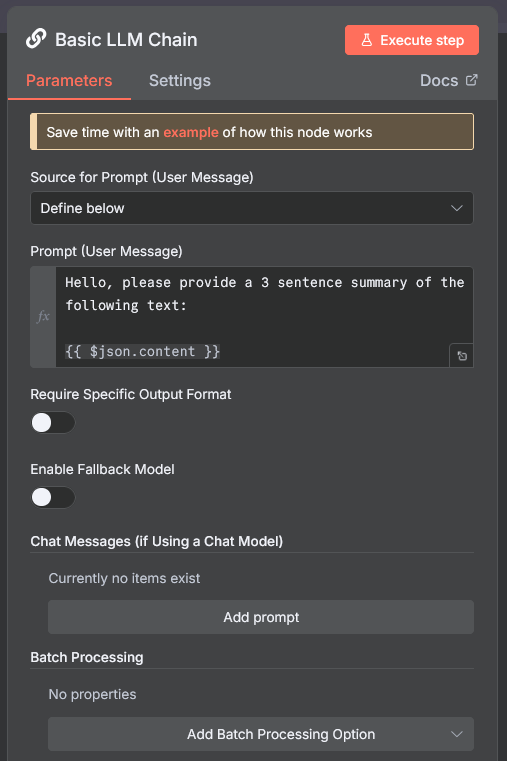 Basic LLM Chain
Execute step
Parameters
Settings
Docs
Save time with an example of how this node works
Source for Prompt (User Message)
Define below
Prompt (User Message)
fx
Hello, please provide a 3 sentence summary of the
following text:
{{ $json.content }}
Require Specific Output Format
Enable Fallback Model
Chat Messages (if Using a Chat Model)
Currently no items exist
Add prompt
Batch Processing
No properties
Add Batch Processing Option